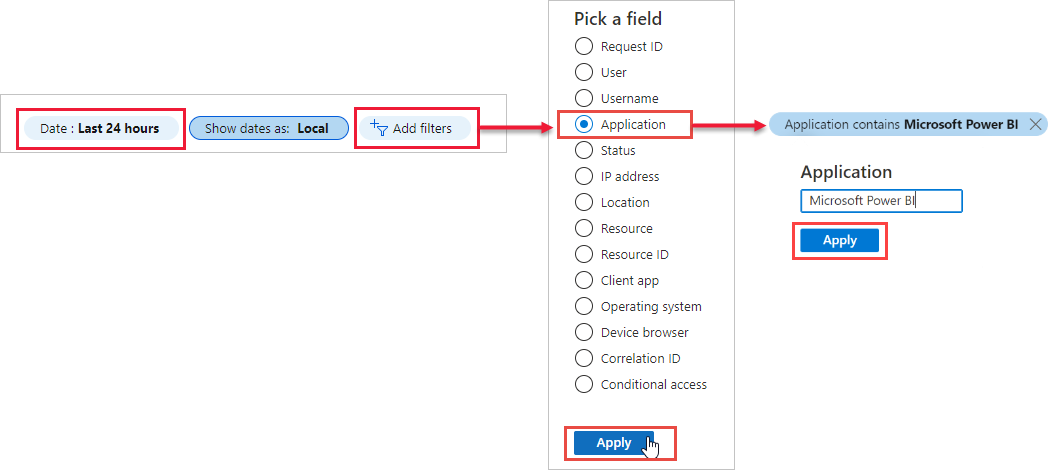 Date : Last 24 hours
Show dates as: Local
Add filters
Pick a field
Request ID
User
Username
Application
Status
IP address
Location
Resource
Resource ID
Client app
Operating system
Device browser
Correlation ID
Conditional access
Apply
Application contains Microsoft Power BI
Application
Microsoft Power BI
Apply